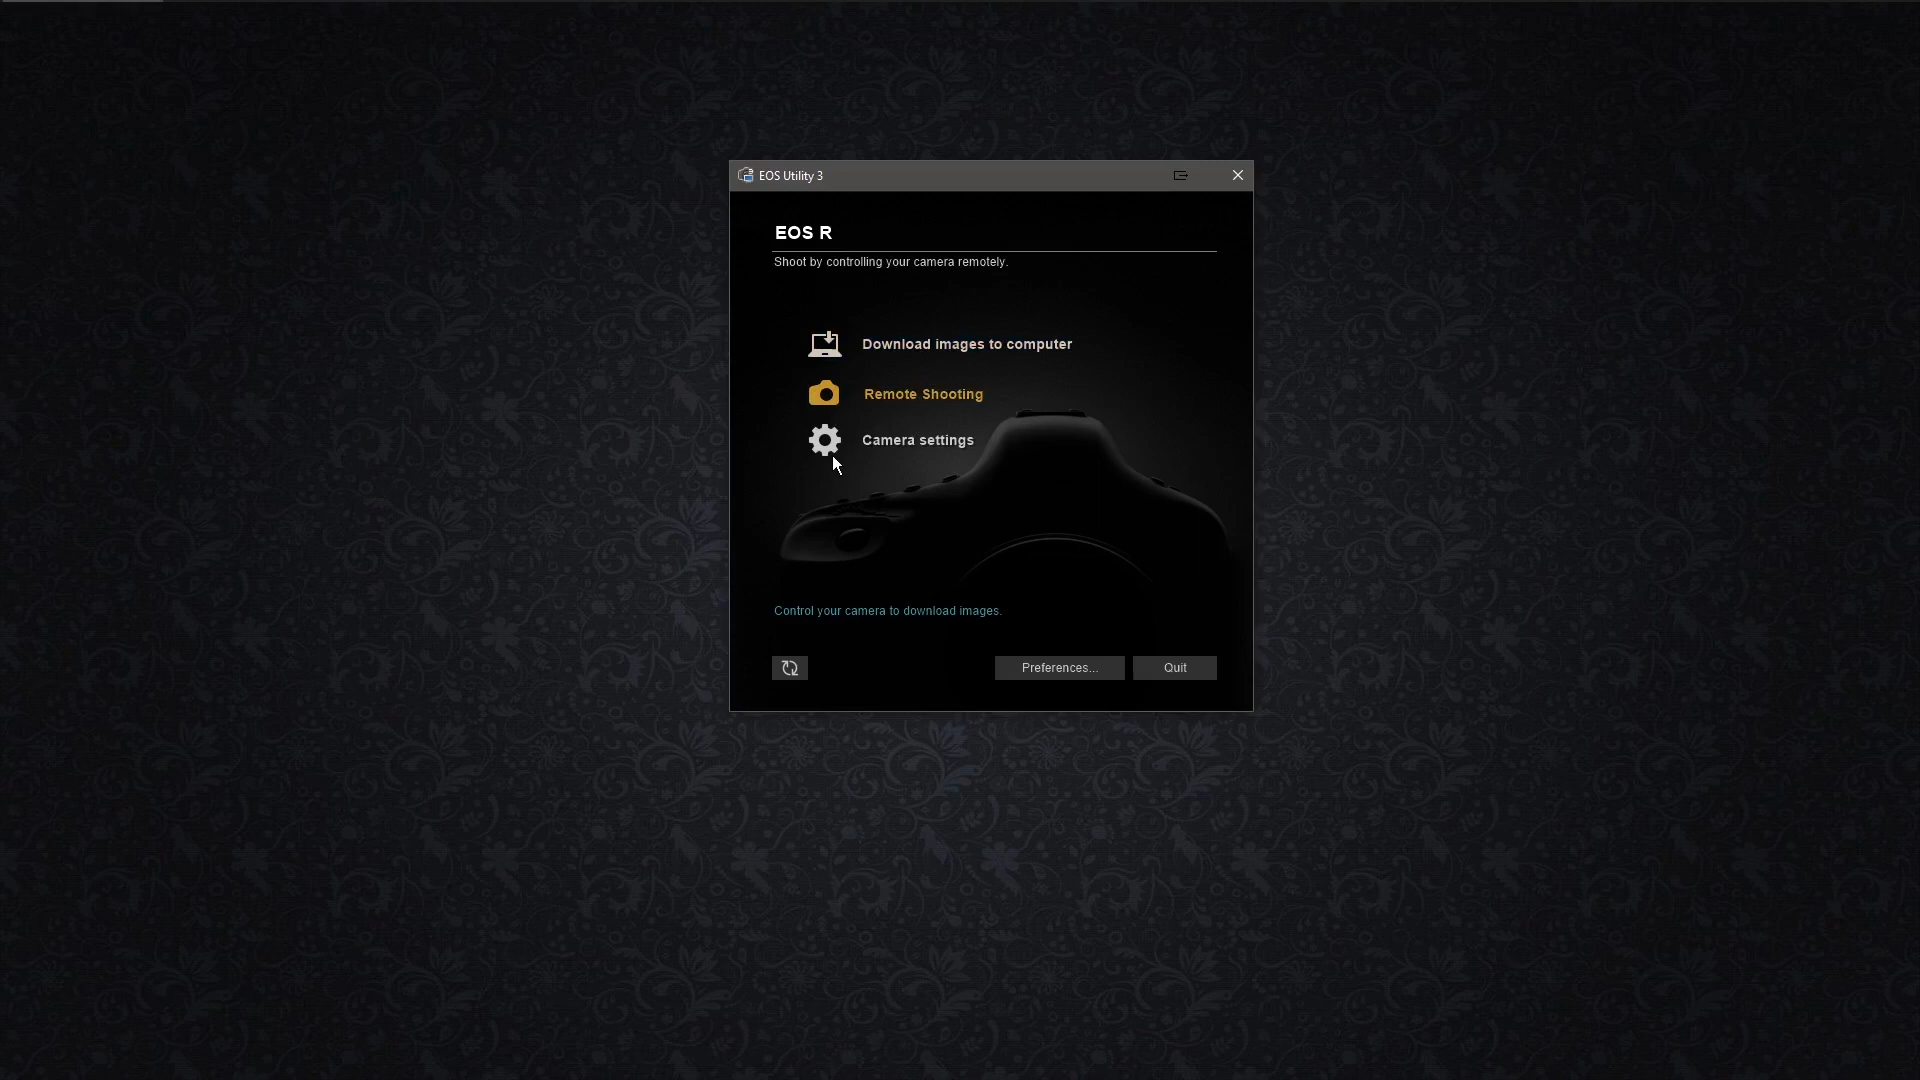 EOS Utility 3
EOS R
Shoot by controlling your camera remotely.
Download images to computer
Remote Shooting
Camera settings
Control your camera to download images.
Preferences...
Quit